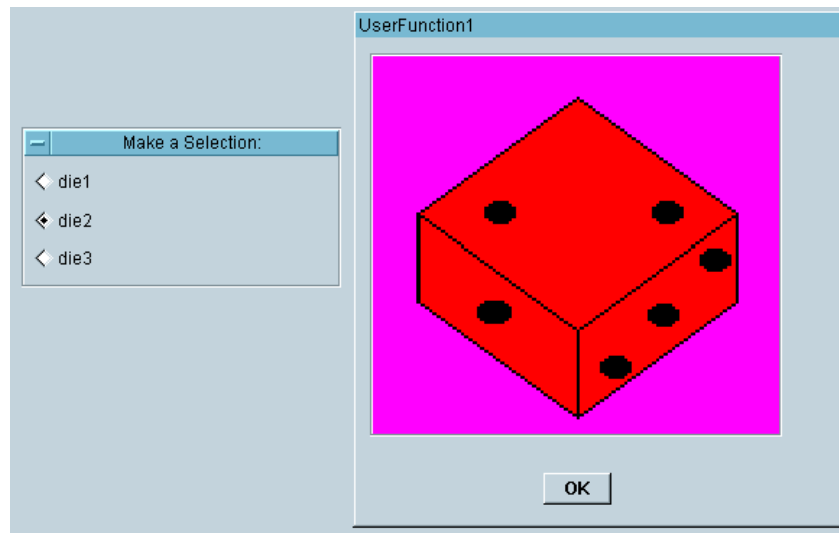 UserFunction1
Make a Selection:
die1
die2
die3
OK